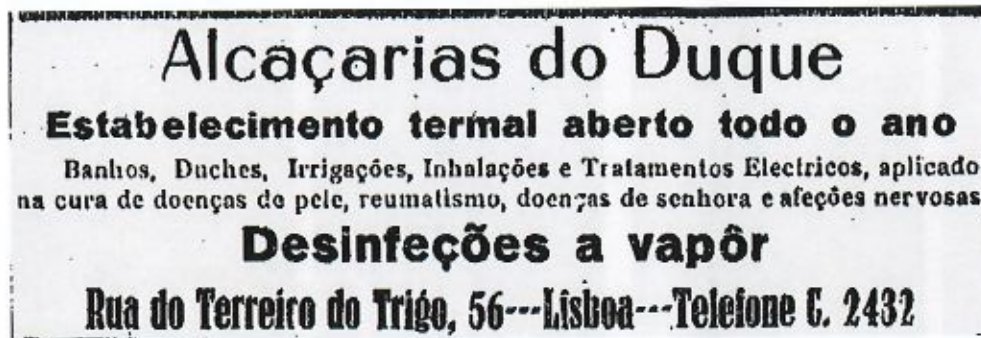 Alcaçarias do Duque
Estabelecimento termal aberto todo o ano
Banhos, Duches, Irrigações, Inhalações e Tratamentos Electricos, aplicado
na cura de doenças de pele, reumatismo, doenças de senhora e afeções nervosas
Desinfeções a vapôr
Rua do Terreiro do Trigo, 56---Lisboa---Telefone C. 2432